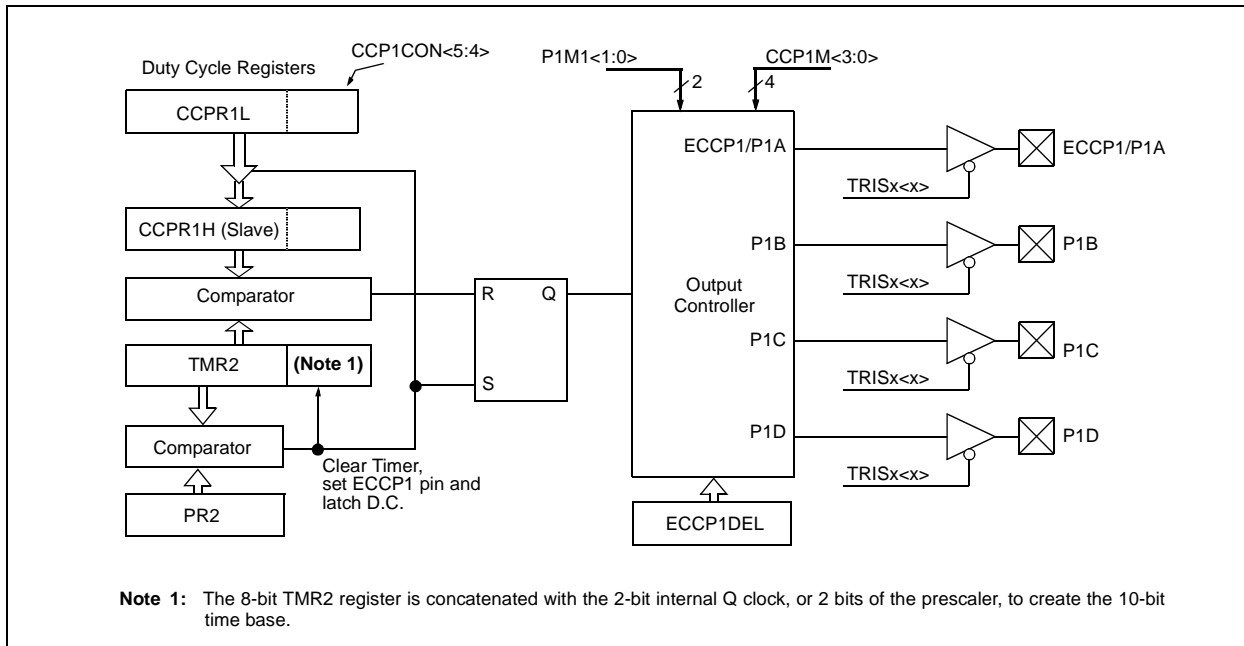 CCP1CON<5:4>
Duty Cycle Registers
CCPR1L
CCPR1H (Slave)
Comparator
TMR2
(Note 1)
Comparator
PR2
Clear Timer,
set ECCP1 pin and
latch D.C.
R
Q
S
P1M1<1:0>
2
CCP1M<3:0>
4
Output
Controller
ECCP1/P1A
P1B
P1C
P1D
ECCP1DEL
TRISx<x>
ECCP1/P1A
TRISx<x>
P1B
TRISx<x>
P1C
TRISx<x>
P1D
Note 1: The 8-bit TMR2 register is concatenated with the 2-bit internal Q clock, or 2 bits of the prescaler, to create the 10-bit
time base.